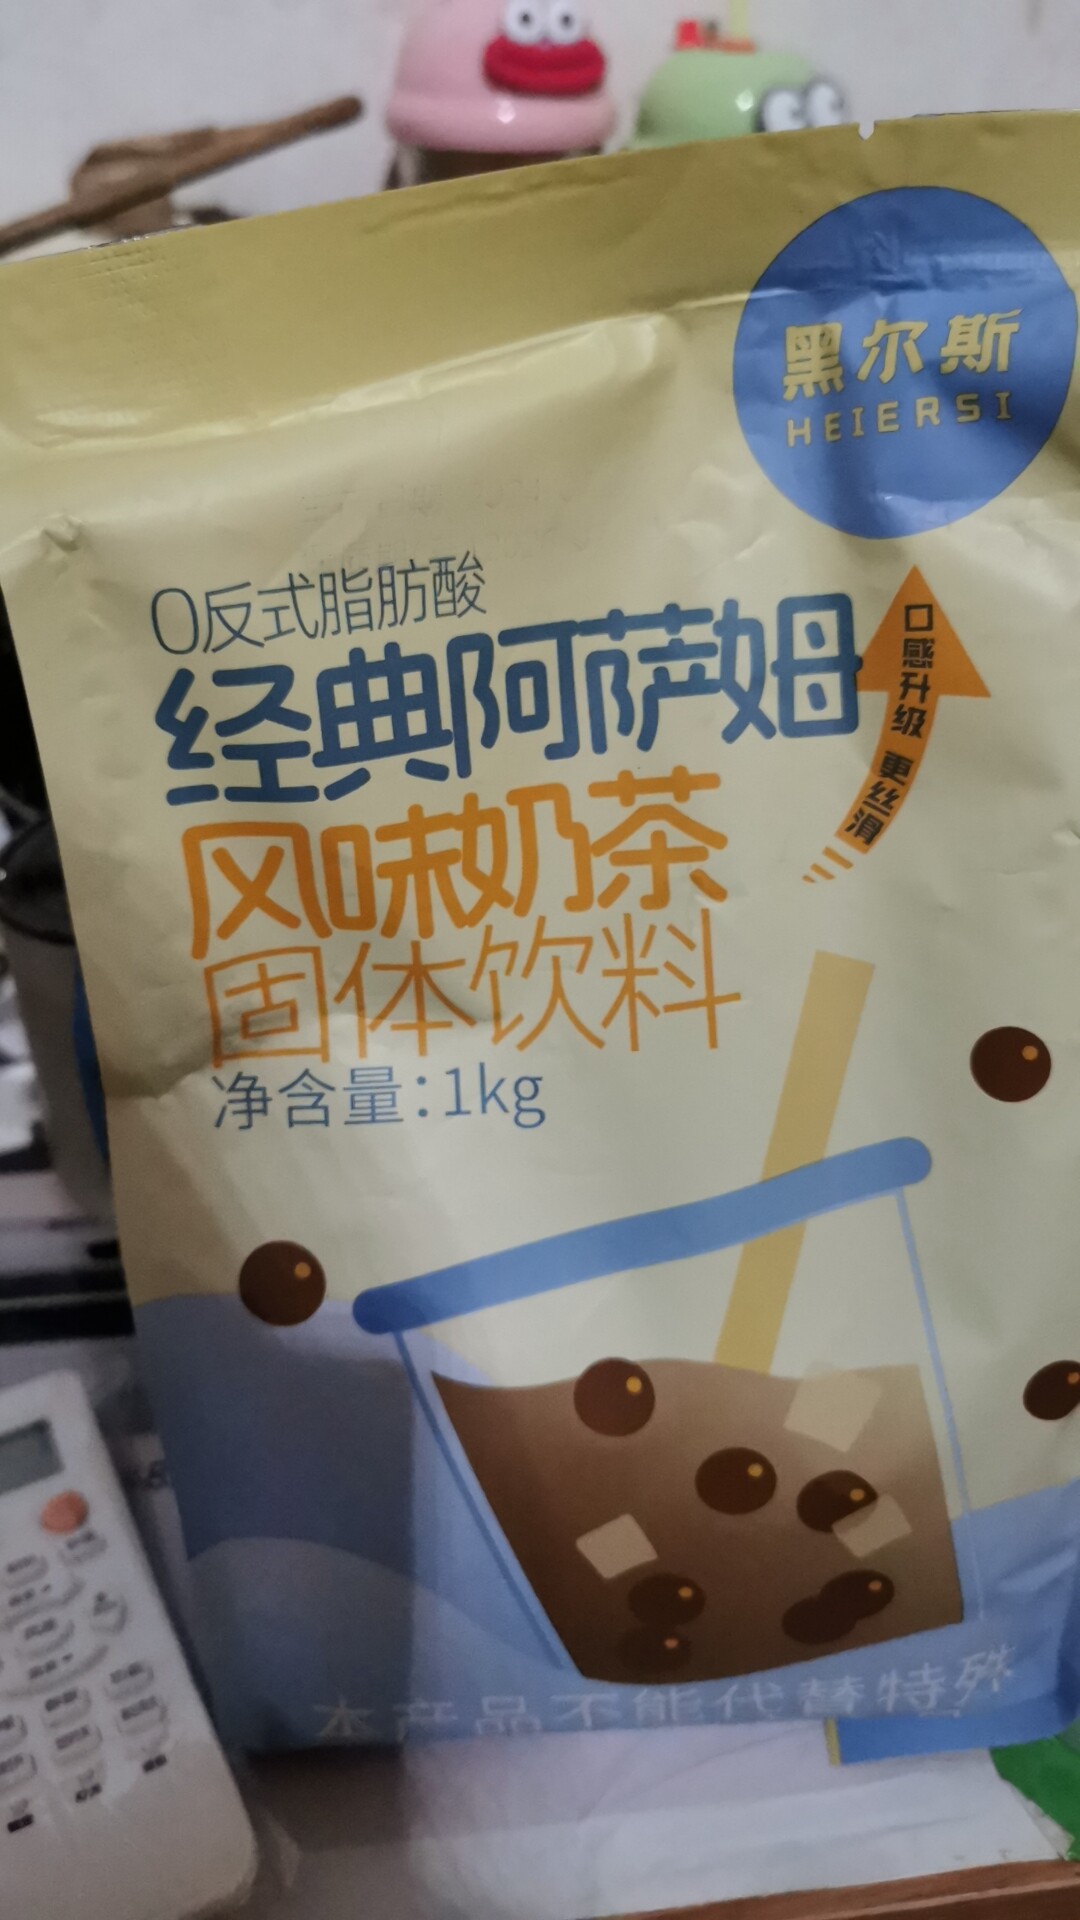 黑尔斯
HEIERSI
0反式脂肪酸
经典阿萨姆
风味奶茶
固体饮料
净含量：1kg
口感升级 更丝滑
本产品不能代替特殊